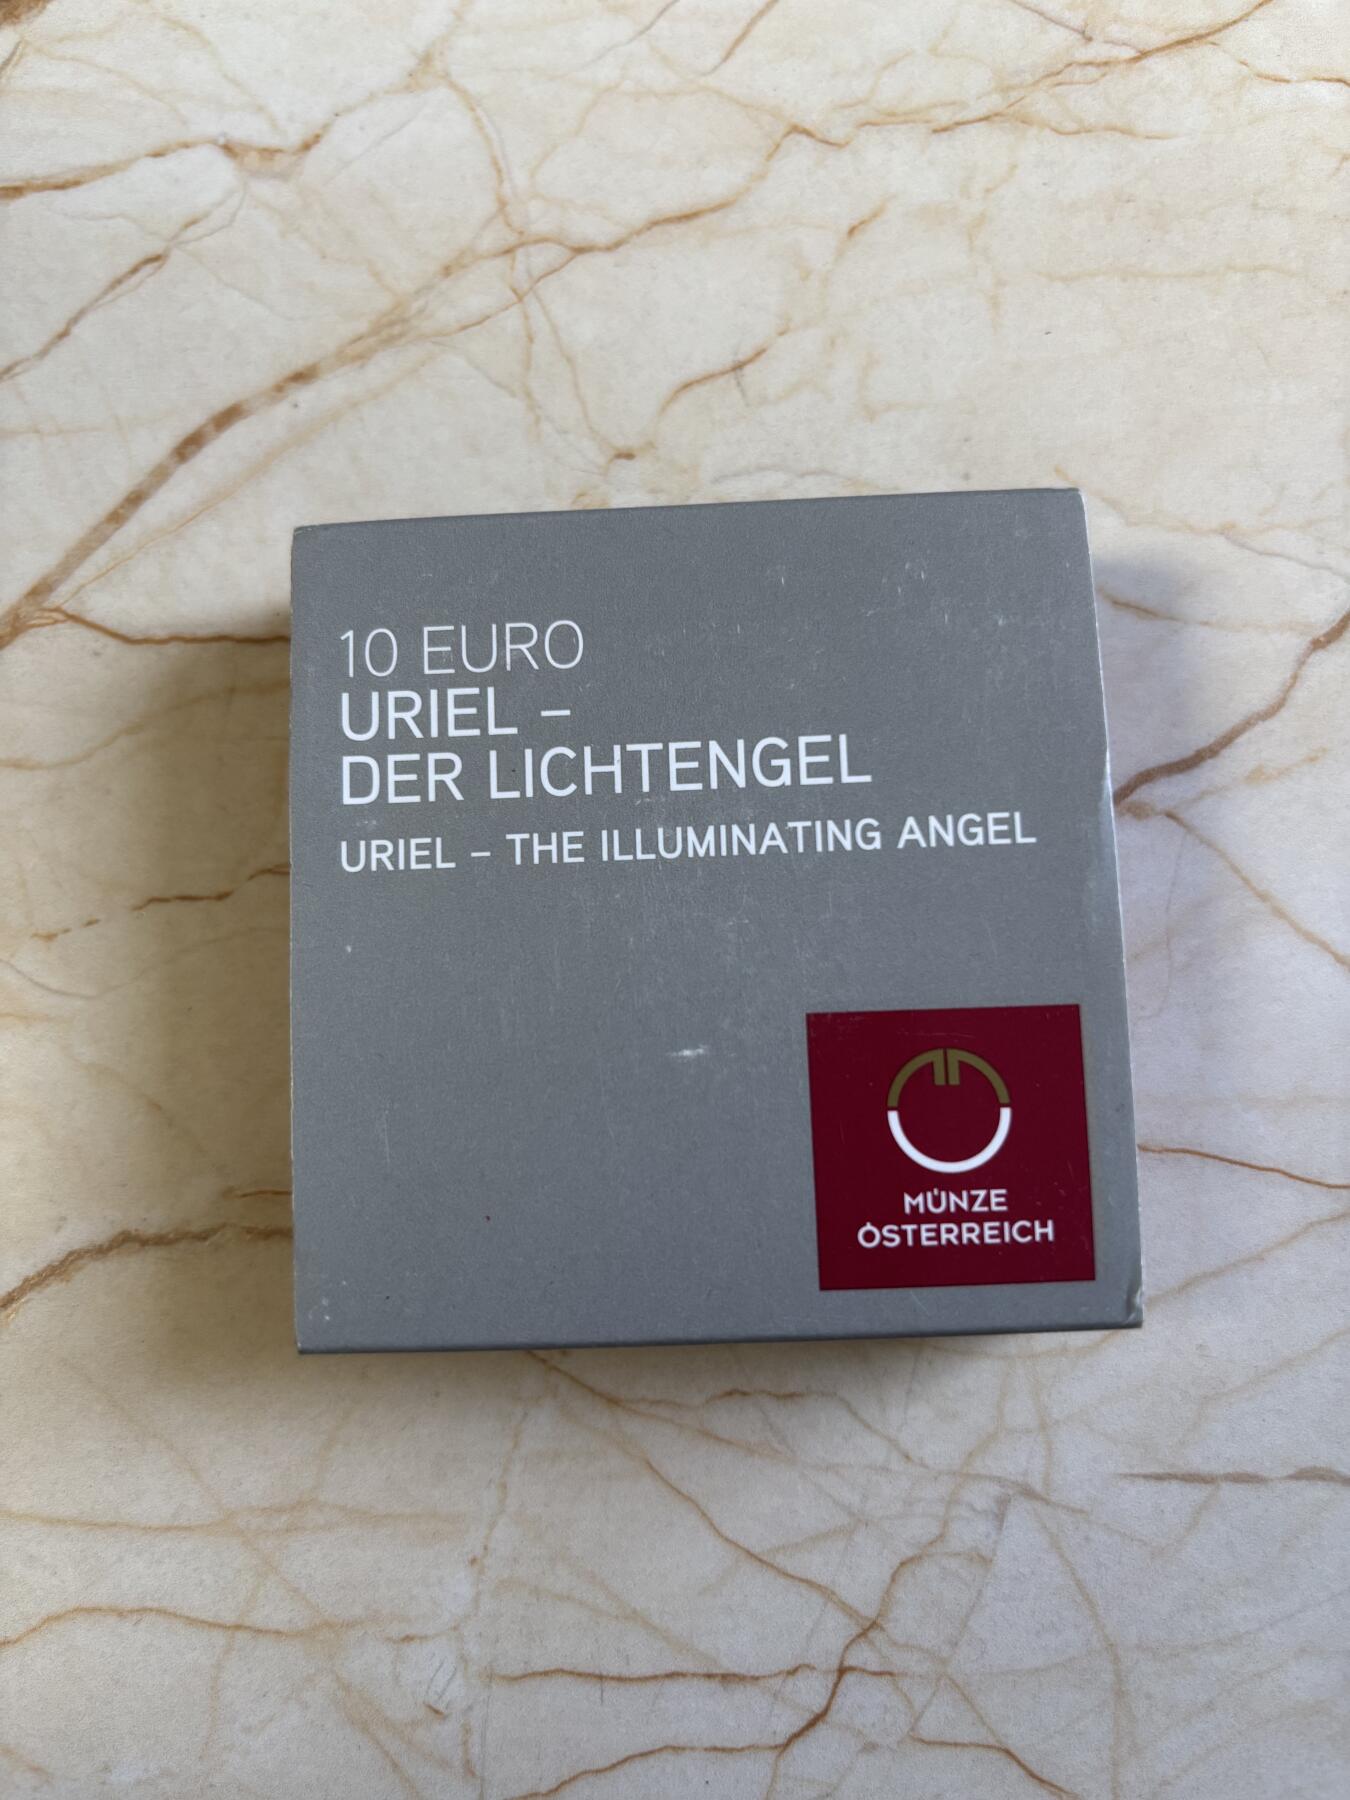 10 EURO
URIEL –
DER LICHTENGEL
URIEL – THE ILLUMINATING ANGEL
MÜNZE
ÖSTERREICH